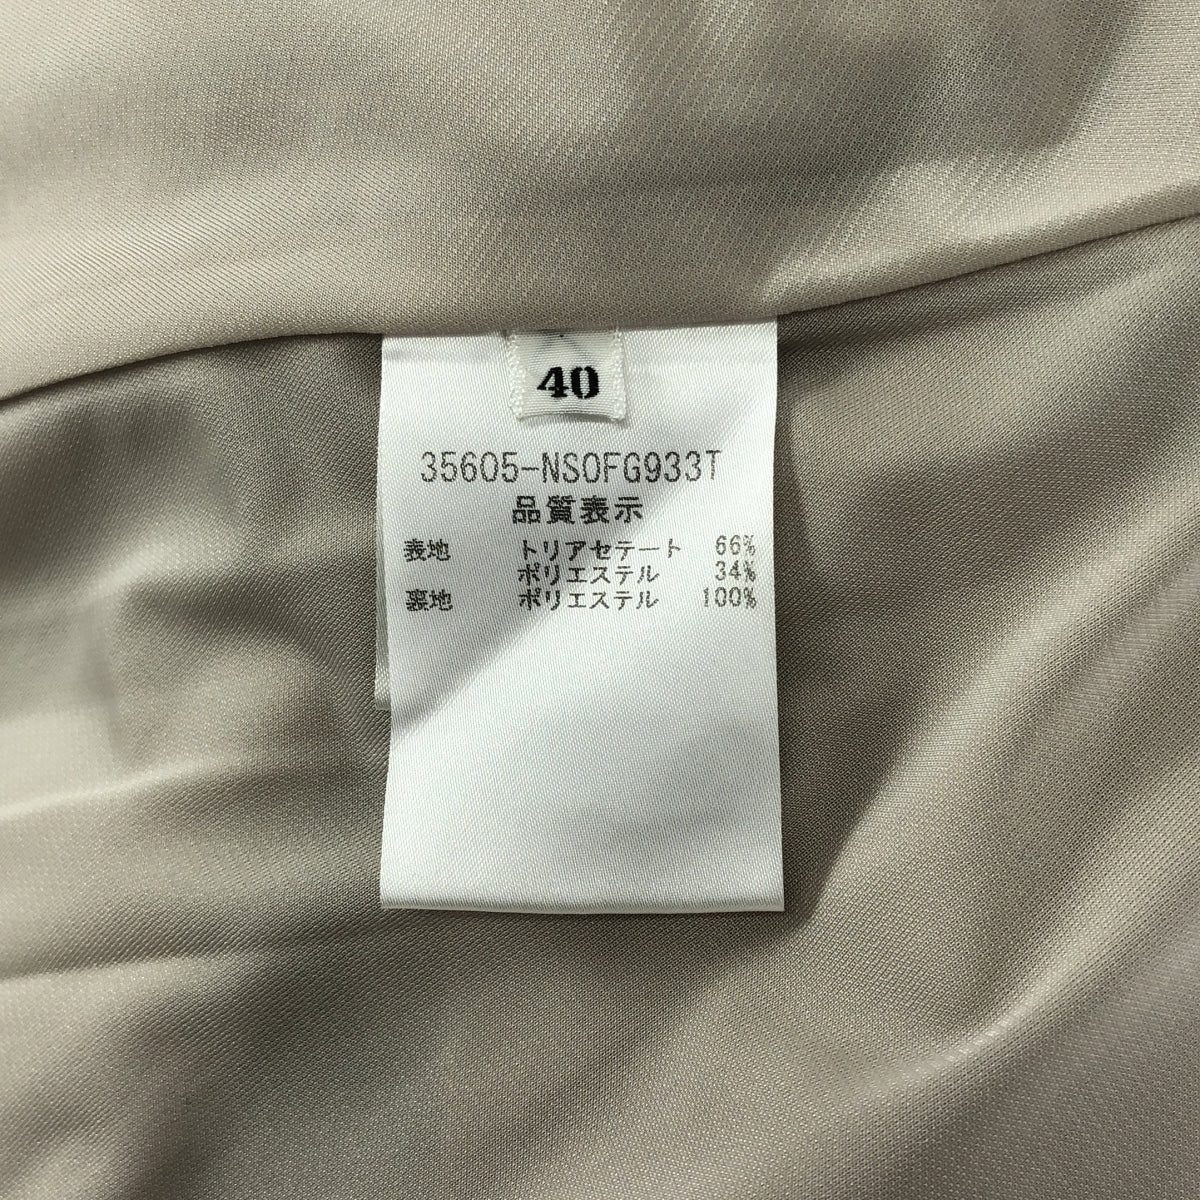 40
35605-NSOFG933T
品質表示
表地 トリアセテート 66%
ポリエステル 34%
裏地 ポリエステル 100%